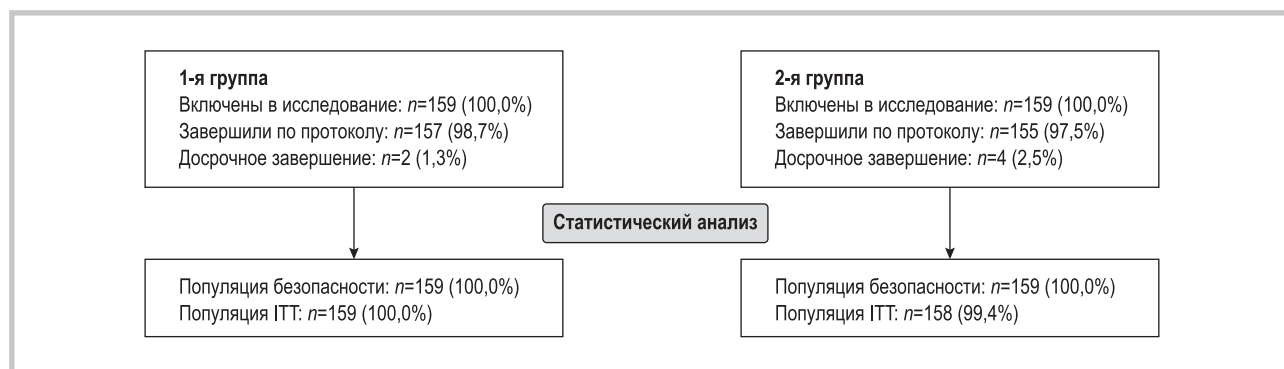 1-я группа
Включены в исследование: n=159 (100,0%)
Завершили по протоколу: n=157 (98,7%)
Досрочное завершение: n=2 (1,3%)
2-я группа
Включены в исследование: n=159 (100,0%)
Завершили по протоколу: n=155 (97,5%)
Досрочное завершение: n=4 (2,5%)
Статистический анализ
Популяция безопасности: n=159 (100,0%)
Популяция ITT: n=159 (100,0%)
Популяция безопасности: n=159 (100,0%)
Популяция ITT: n=158 (99,4%)